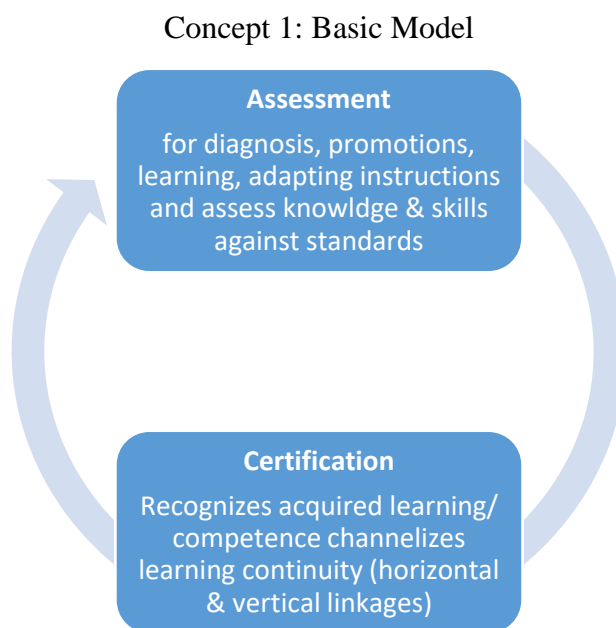 Concept 1: Basic Model
Assessment
for diagnosis, promotions,
learning, adapting instructions
and assess knowldge & skills
against standards
Certification
Recognizes acquired learning/
competence channelizes
learning continuity (horizontal
& vertical linkages)